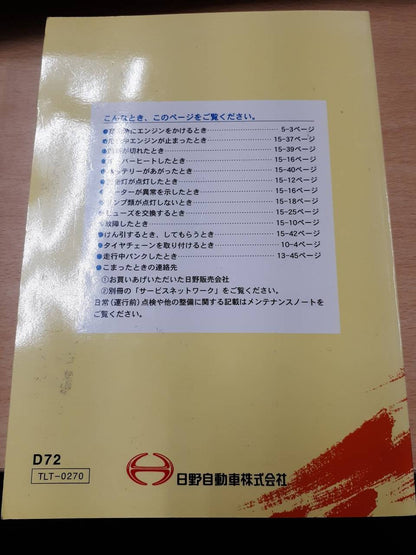 こんなとき、このページをご覧ください。
にエンジンをかけるとき 5-3ページ
エンジンが止まったとき 15-37ページ
が切れたとき 15-39ページ
ーバーヒートしたとき 15-16ページ
ッテリーがあがったとき 15-40ページ
灯が点灯したとき 15-12ページ
ーターが異常を示したとき 15-16ページ
ンプ類が点灯しないとき 15-18ページ
ューズを交換するとき 15-25ページ
故障したとき 15-10ページ
●けん引するとき、してもらうとき 15-42ページ
●タイヤチェーンを取り付けるとき 10-4ページ
●走行中パンクしたとき 13-45ページ
●こまったときの連絡先
①お買いあげいただいた日野販売会社
②別冊の「サービスネットワーク」をご覧ください。
日常(運行前)点検や他の整備に関する記載はメンテナンスノートを
ご覧ください。
D72
TLT-0270
日野自動車株式会社